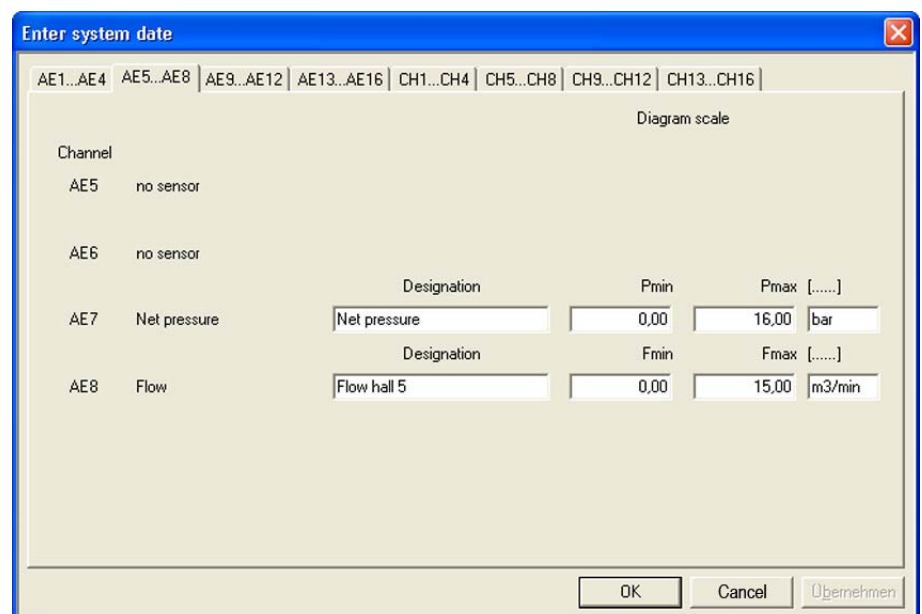 Enter system date
AE1...AE4 AE5...AE8 AE9...AE12 AE13...AE16 CH1...CH4 CH5...CH8 CH9...CH12 CH13...CH16
Diagram scale
Channel
AE5 no sensor
AE6 no sensor
Designation Pmin Pmax [......]
AE7 Net pressure Net pressure 0,00 16,00 bar
Designation Fmin Fmax [......]
AE8 Flow Flow hall 5 0,00 15,00 m3/min
OK Cancel Übernehmen